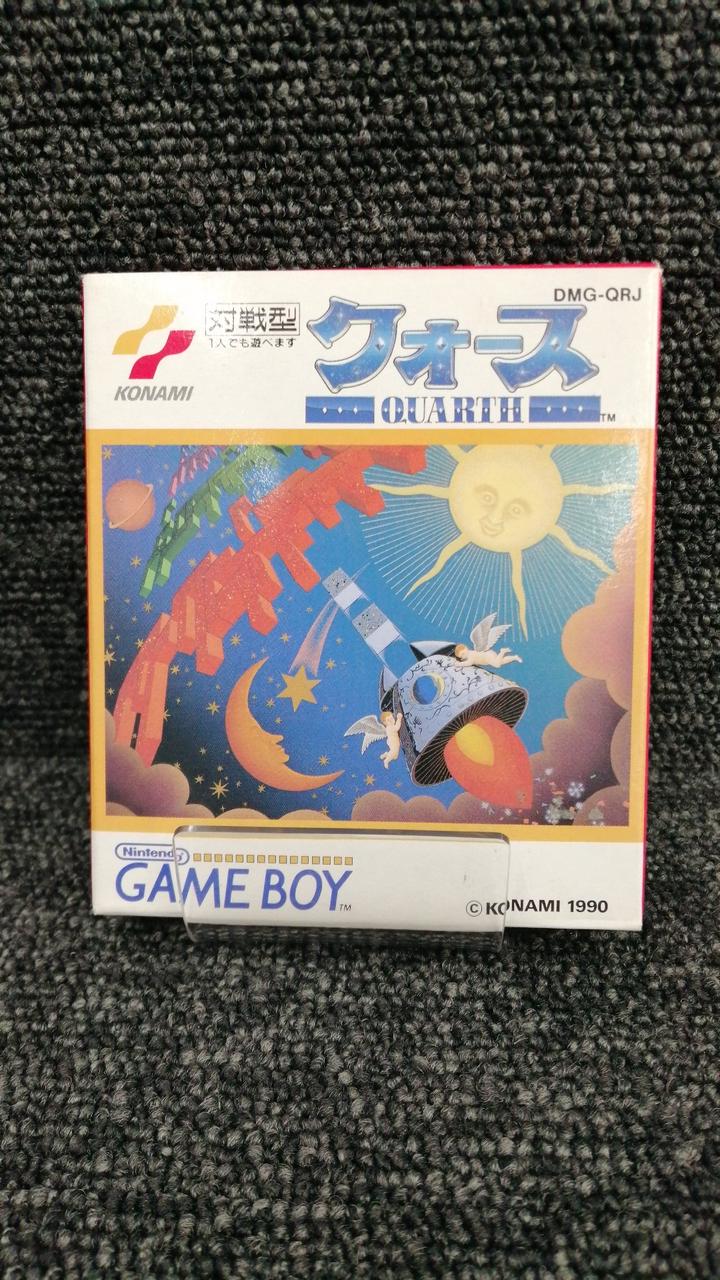 DMG-QRJ
KONAMI
対戦型
1人でも遊べます
クォース
QUARTH TM
Nintendo
GAME BOY TM
© KONAMI 1990